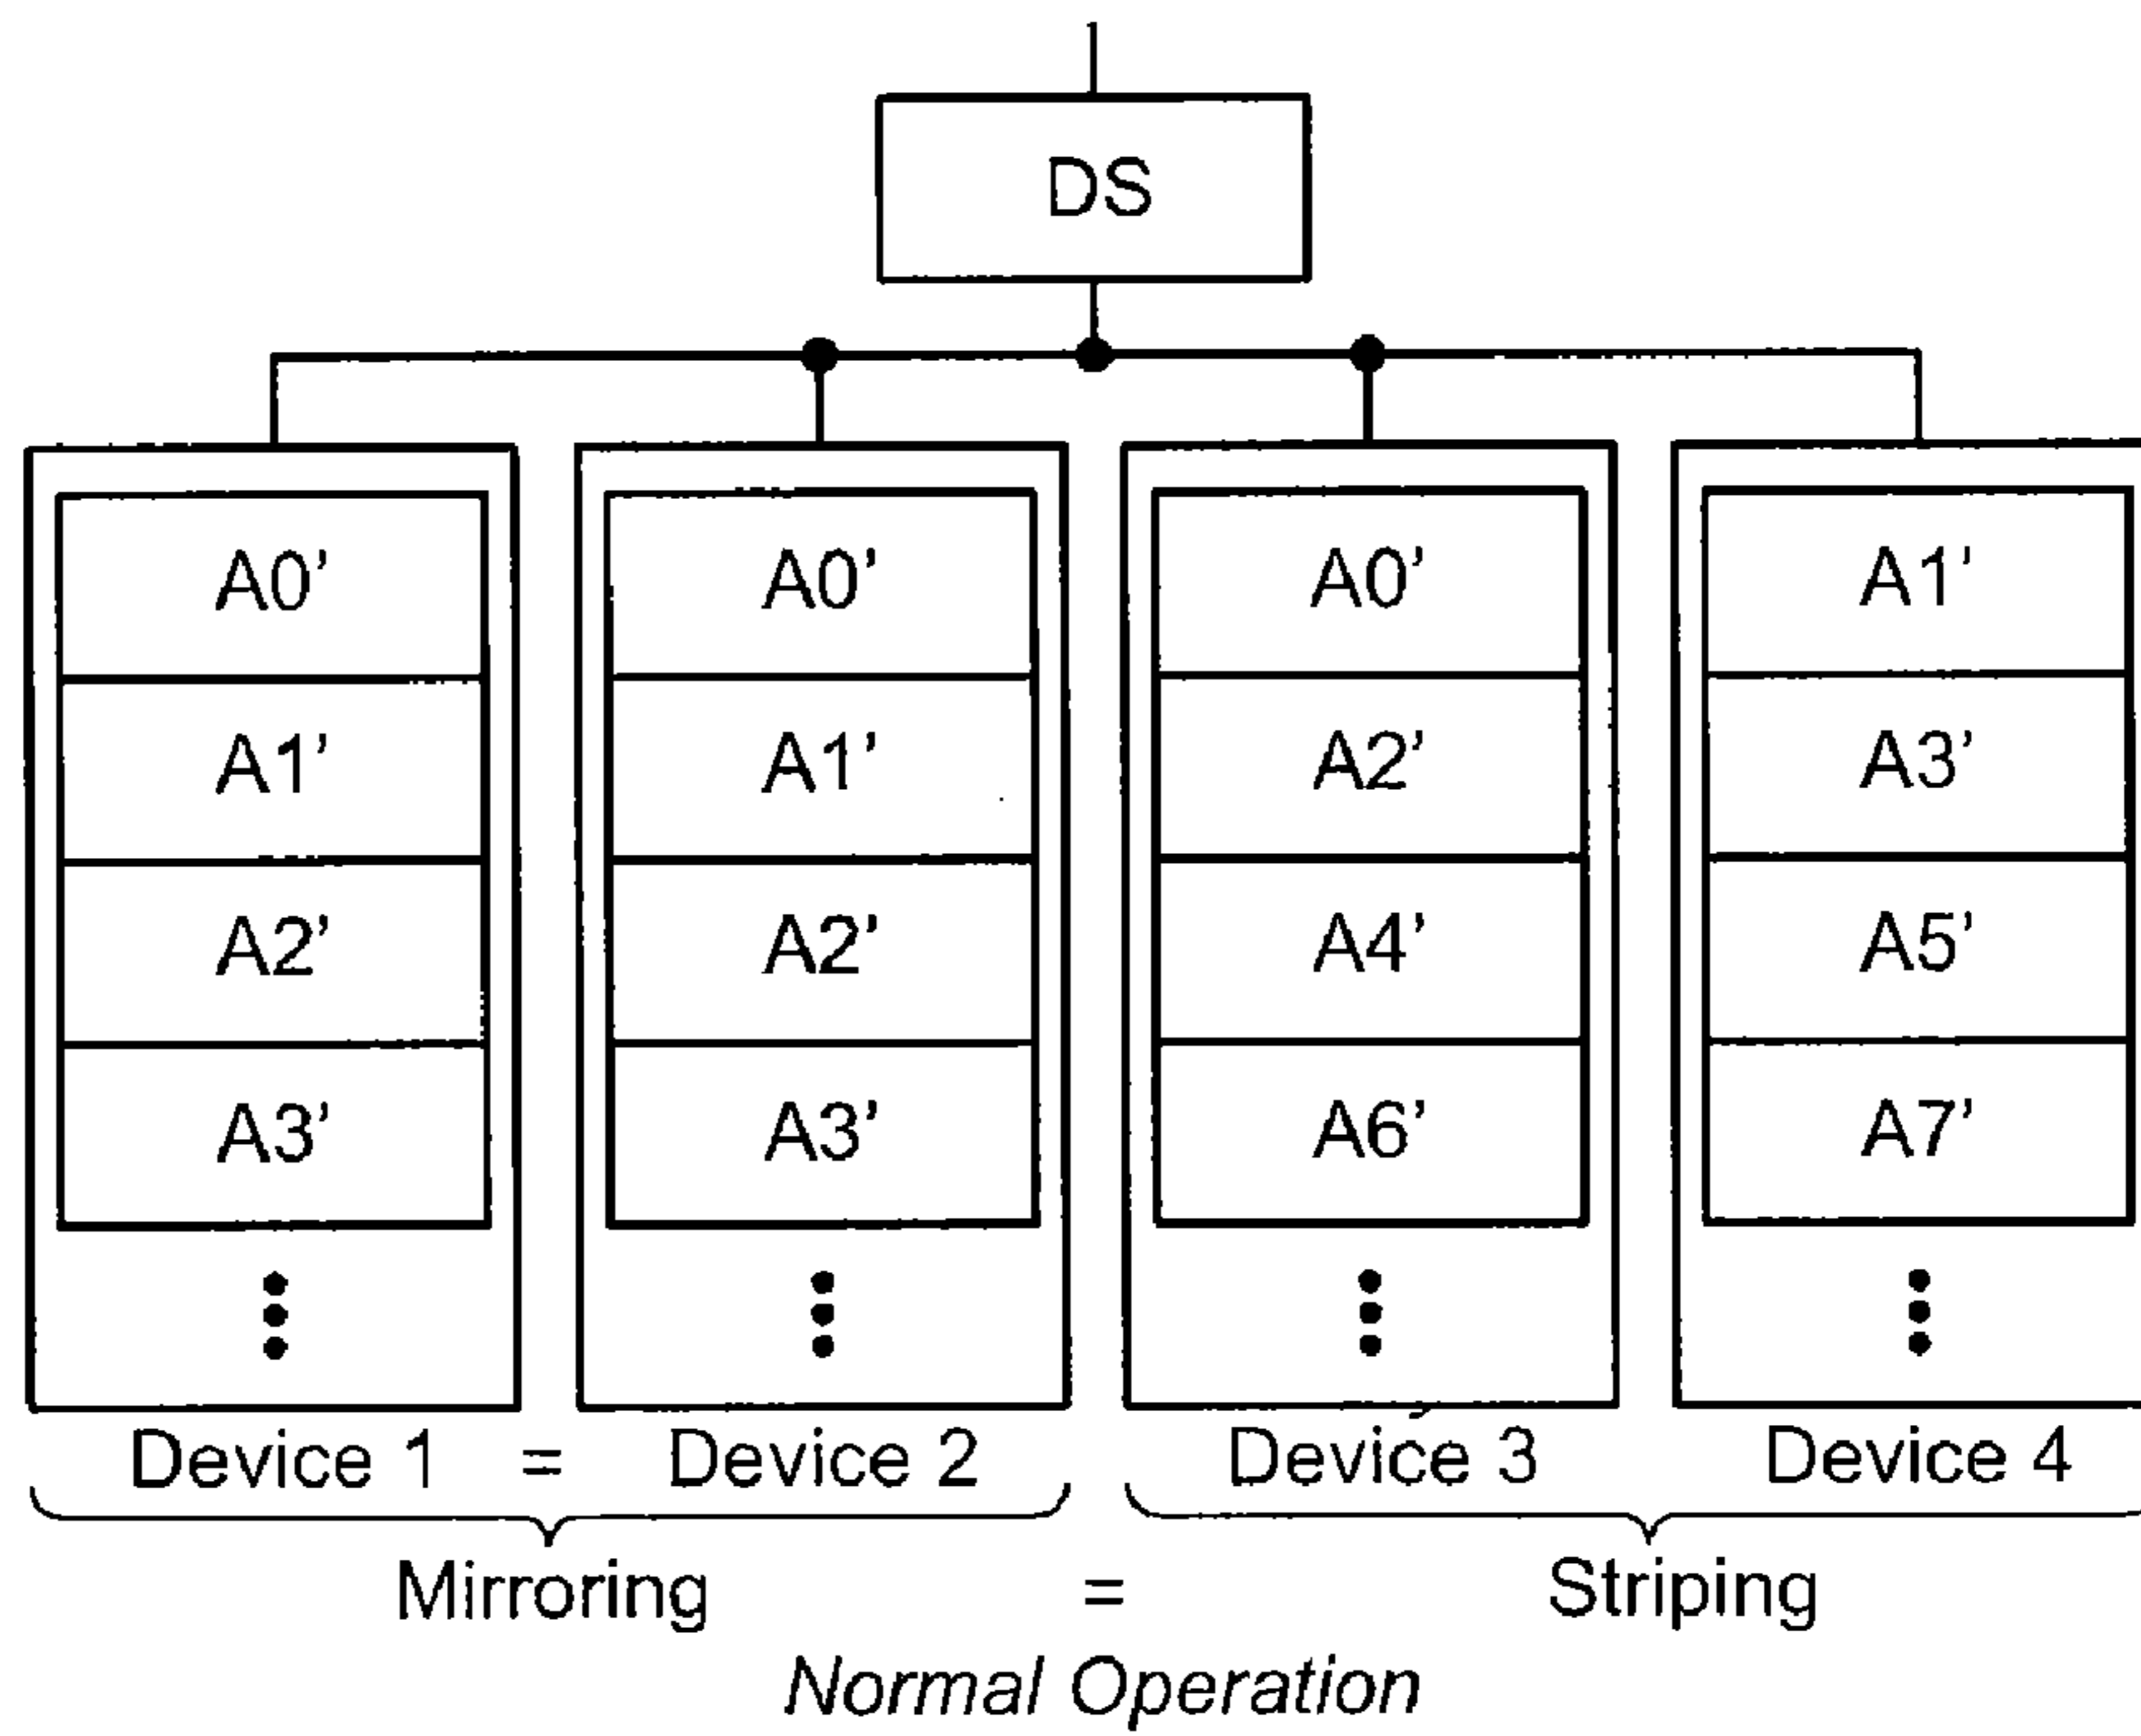 DS
A0’ A0’ A0’ A1’
A1’ A1’ A2’ A3’
A2’ A2’ A4’ A5’
A3’ A3’ A6’ A7’
Device 1 = Device 2 Device 3 Device 4
Mirroring = Striping
Normal Operation